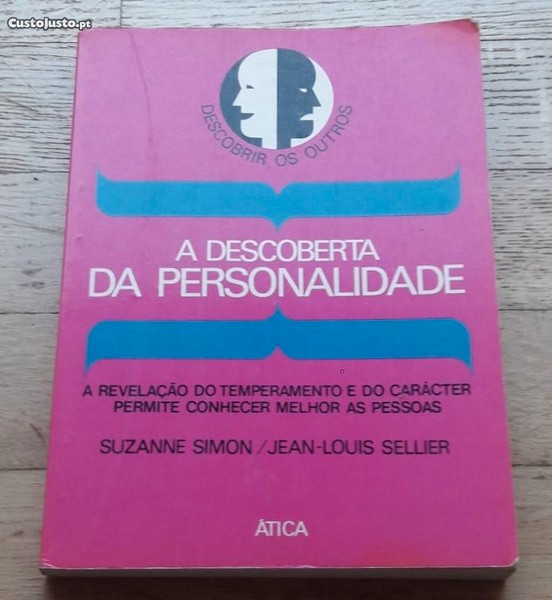 CustoJusto.pt
DESCOBRIR OS OUTROS
A DESCOBERTA
DA PERSONALIDADE
A REVELAÇÃO DO TEMPERAMENTO E DO CARÁCTER
PERMITE CONHECER MELHOR AS PESSOAS
SUZANNE SIMON/JEAN-LOUIS SELLIER
ÁTICA